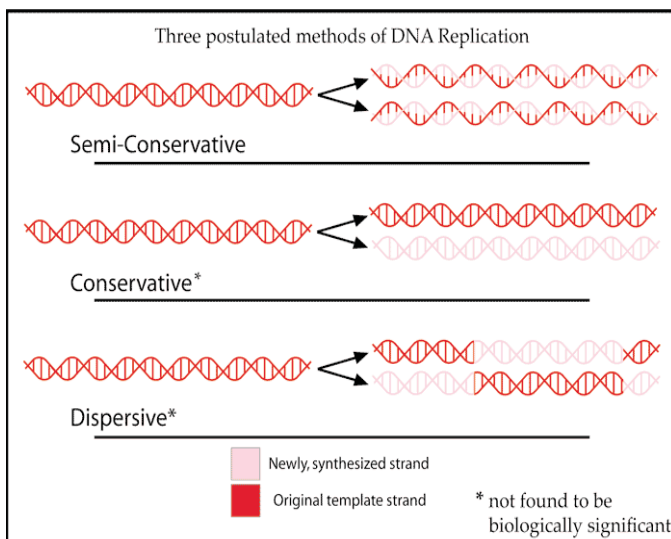 Three postulated methods of DNA Replication
Semi-Conservative
Conservative*
Dispersive*
Newly, synthesized strand
Original template strand
* not found to be
biologically significant